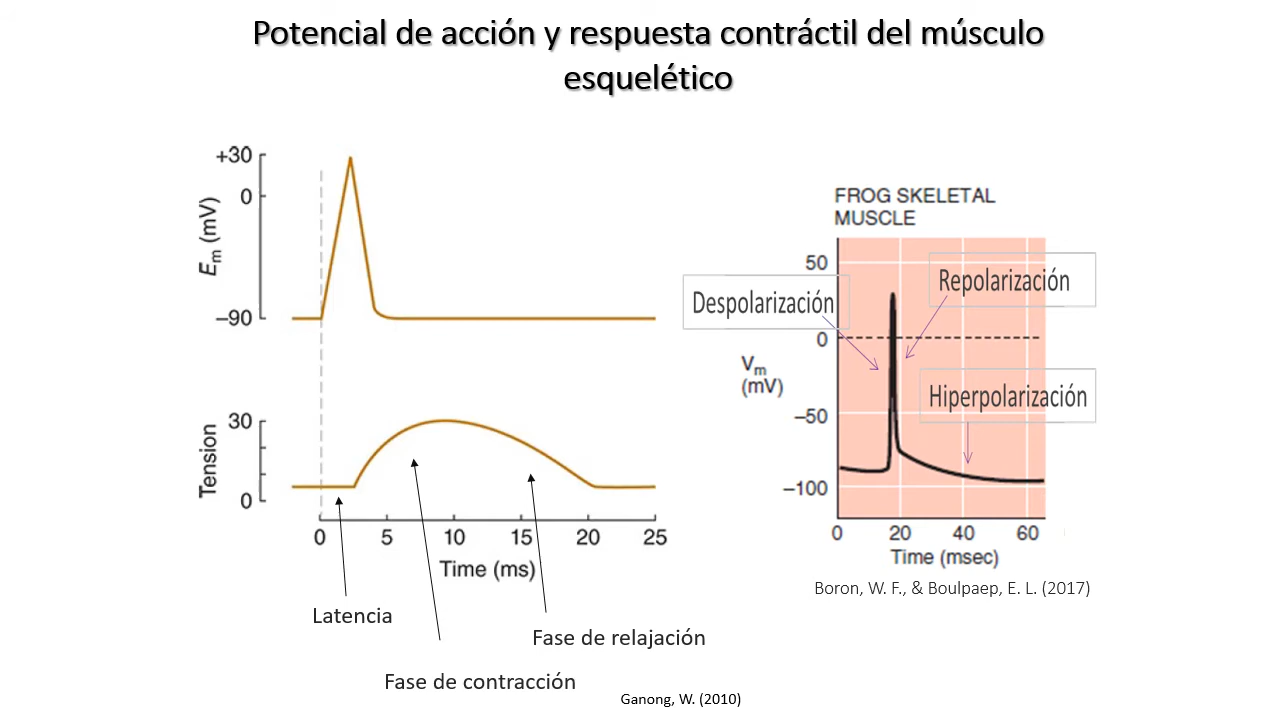 Potencial de acción y respuesta contráctil del músculo
esquelético
+30
0
–90
Em (mV)
30
0
Tension
0
5
10
15
20
25
Time (ms)
Latencia
Fase de contracción
Fase de relajación
Ganong, W. (2010)
FROG SKELETAL
MUSCLE
50
0
–50
–100
Vm
(mV)
Despolarización
Repolarización
Hiperpolarización
0
20
40
60
Time (msec)
Boron, W. F., & Boulpaep, E. L. (2017)